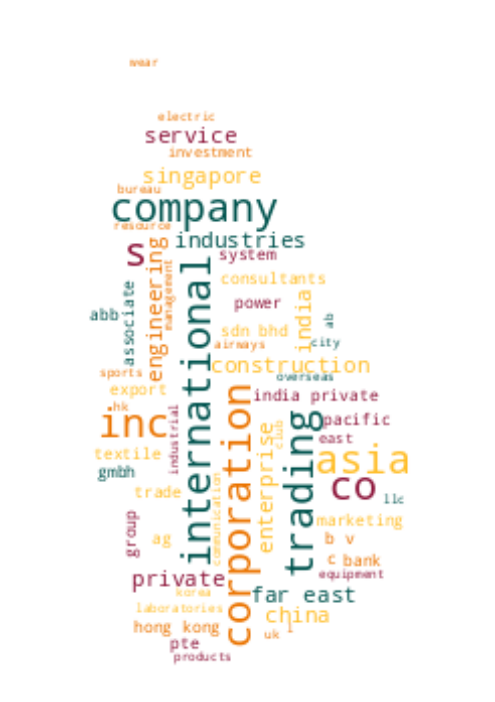 wear
electric
service
investment
singapore
bureau
company
resource
industries
s
system
engineering
management
international
consultants
associate
power
india
abb
ab
sdn bhd
airways
city
construction
sports
overseas
export
india private
hk
inc
corporation
industrial
trading
pacific
enterprise
club
east
textile
asia
gmbh
communication
co
trade
llc
group
marketing
ag
b v
c
bank
private
equipment
korea
far east
laboratories
china
hong kong
l
uk
pte
products